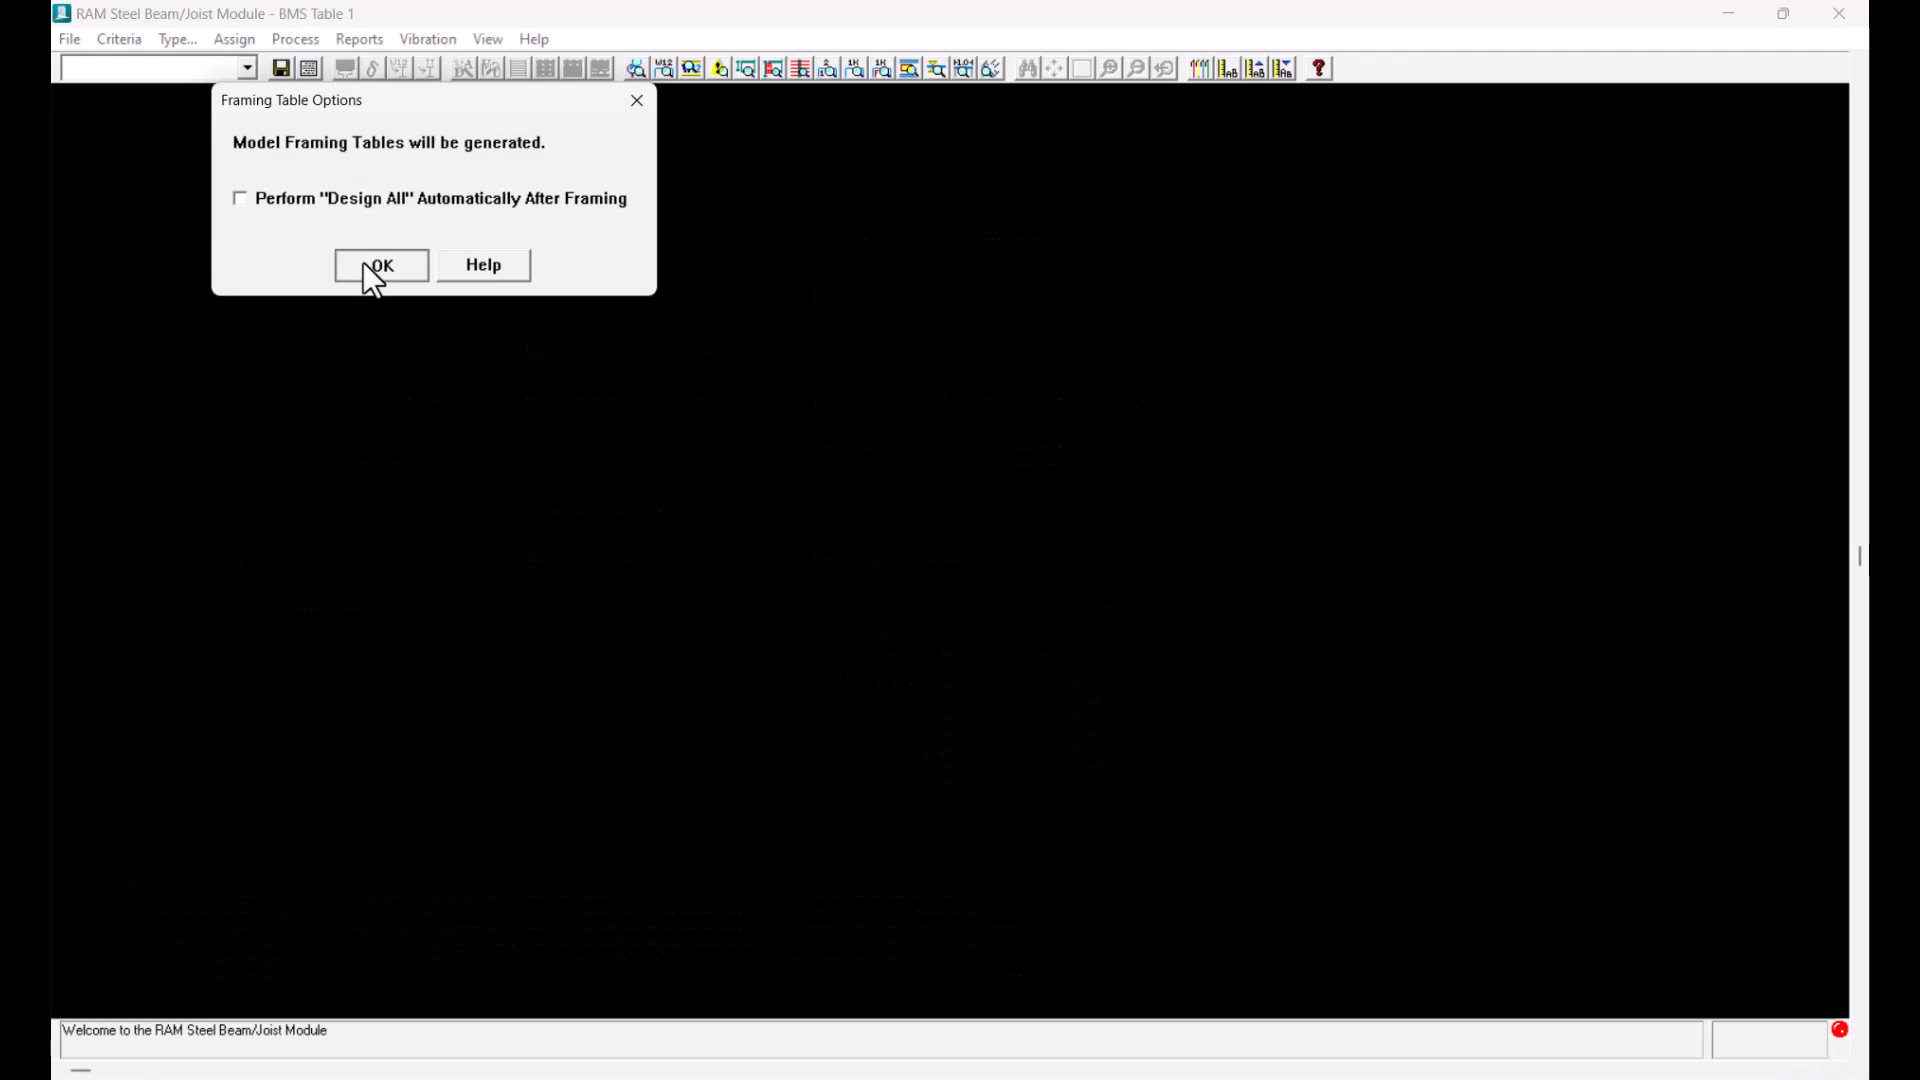 RAM Steel Beam/Joist Module - BMS Table 1
File Criteria Type... Assign Process Reports Vibration View Help
Framing Table Options
Model Framing Tables will be generated.
Perform "Design All" Automatically After Framing
OK Help
Welcome to the RAM Steel Beam/Joist Module